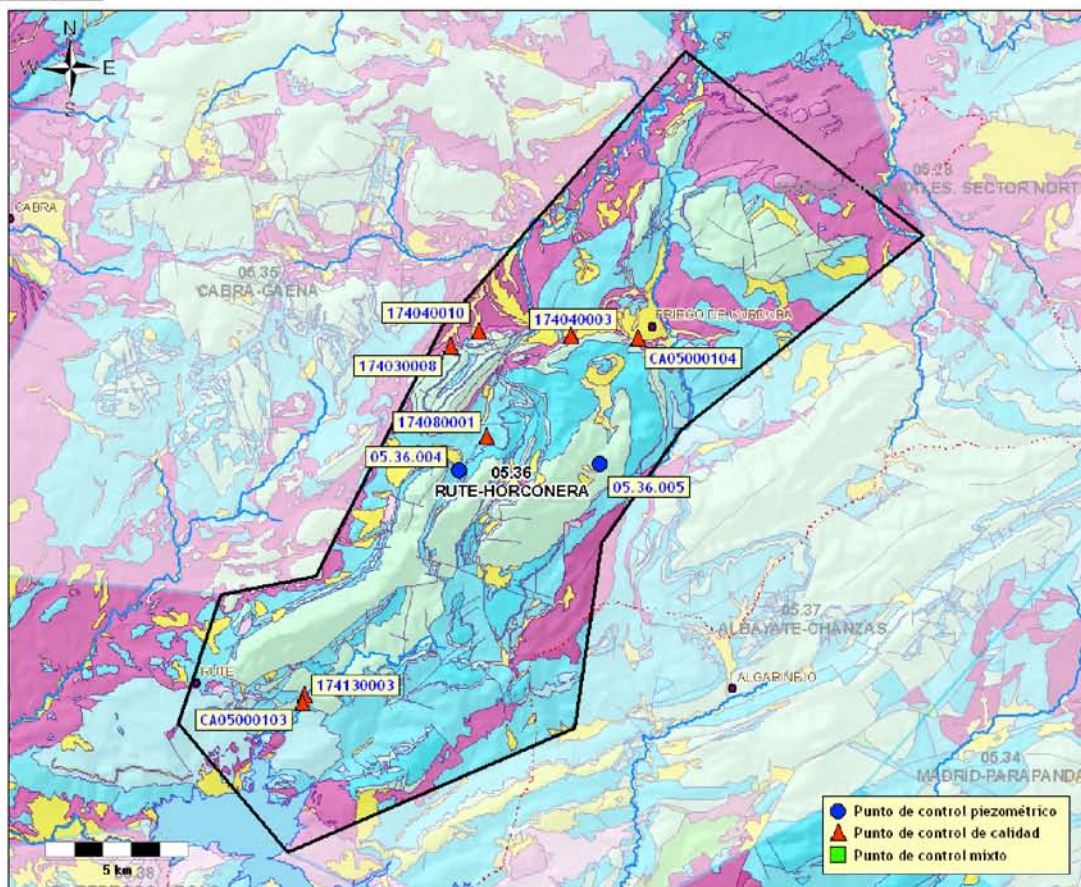 N
W E
S
CABRA
05.28
05.35
CABRA-GAENA
174040010
174040003
PRIEGO DE CORDOBA
174030008
CA05000104
174080001
05.36.004
05.36
RUTE-HORCONERA
05.36.005
05.37
ALBAYATE-CHANZAS
RUTE
174130003
ALGARINEJO
CA05000103
05.34
MADRID-PARAPANDA
Punto de control piezométrico
Punto de control de calidad
Punto de control mixto
5 km
05.38